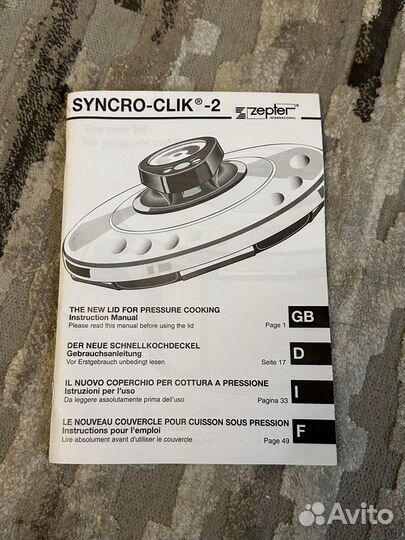 SYNCRO-CLIK®-2
zepter®
INTERNATIONAL
The new lid
THE NEW LID FOR PRESSURE COOKING
Instruction Manual
Please read this manual before using the lid
Page 1
GB
DER NEUE SCHNELLKOCHDECKEL
Gebrauchsanleitung
Vor Erstgebrauch unbedingt lesen
Seite 17
D
IL NUOVO COPERCHIO PER COTTURA A PRESSIONE
Istruzioni per l'uso
Da leggere assolutamente prima dell'uso
Pagina 33
I
LE NOUVEAU COUVERCLE POUR CUISSON SOUS PRESSION
Instructions pour l'emploi
Lire absolument avant d'utiliser le couvercle
Page 49
F
Avito